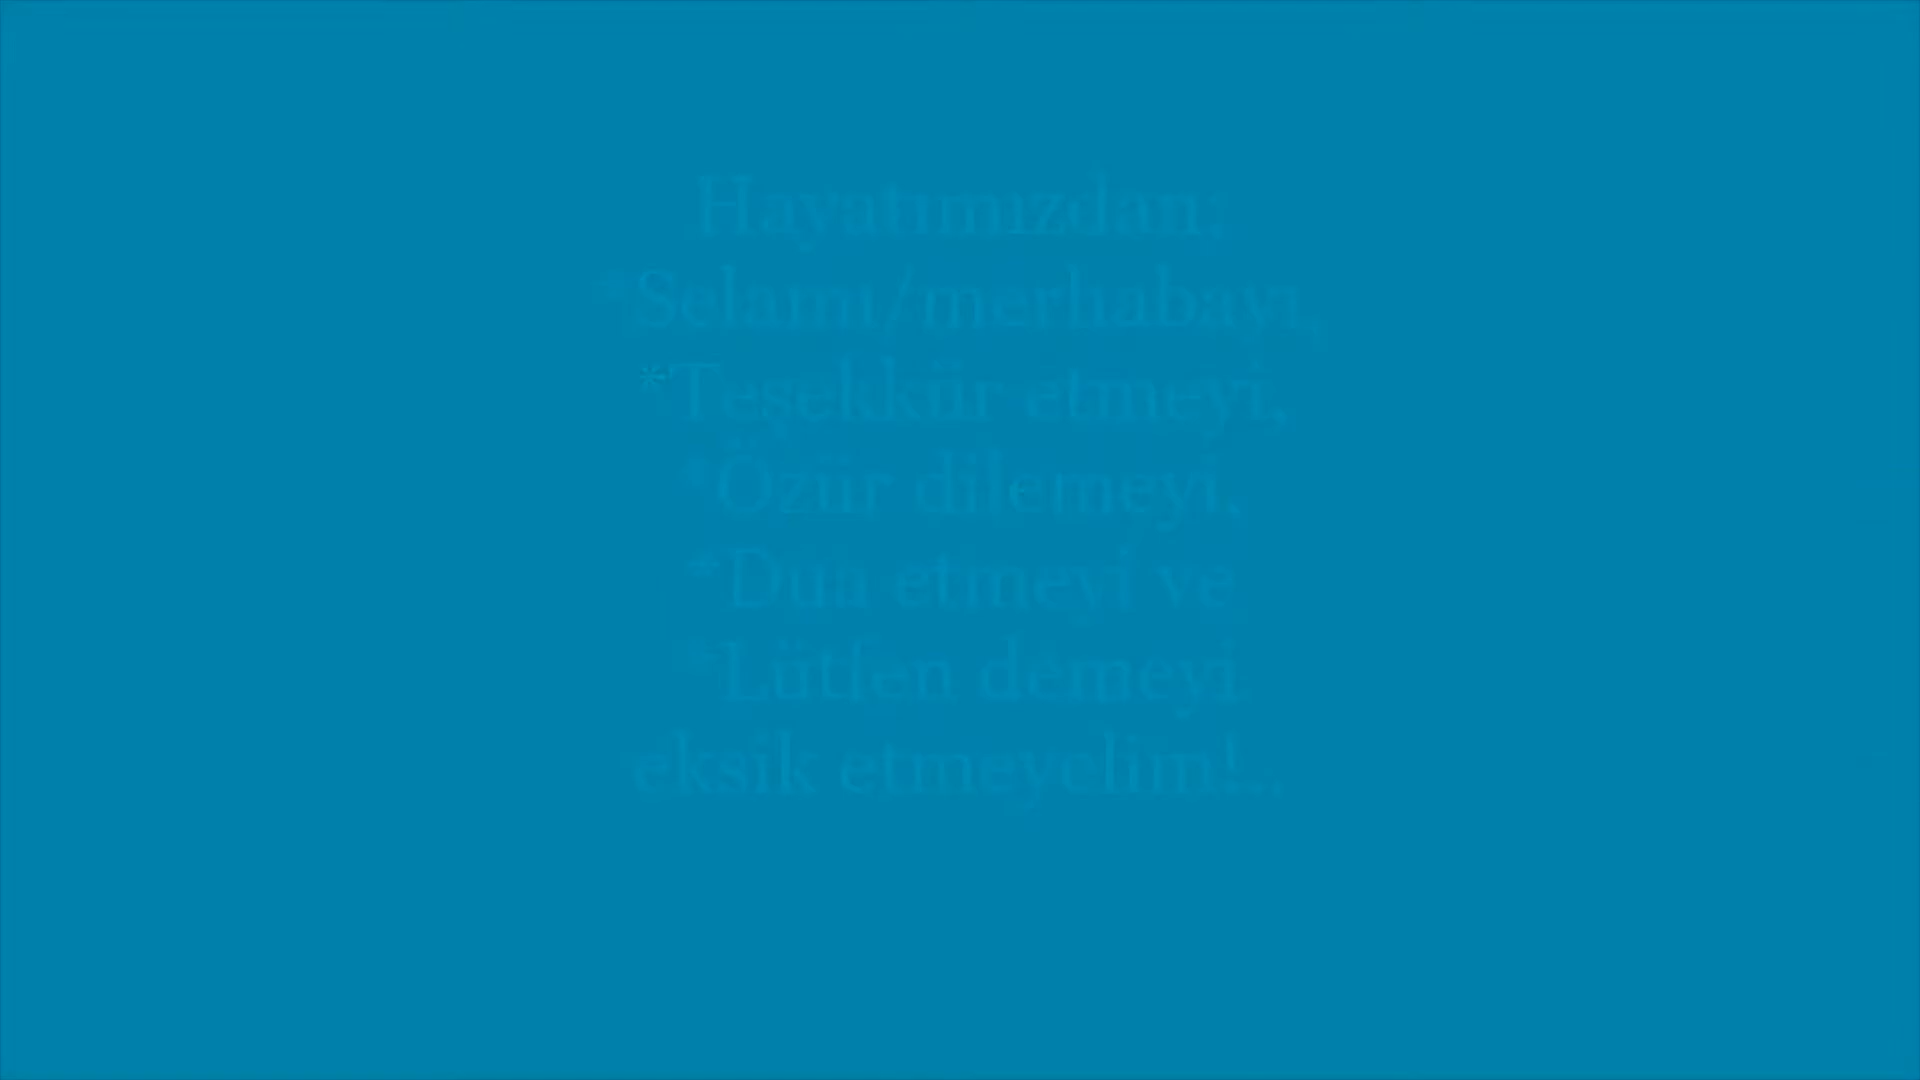 Hayatımızdan;
*Selamı/merhabayı,
*Teşekkür etmeyi,
*Özür dilemeyi,
*Dua etmeyi ve
*Lütfen demeyi
eksik etmeyelim!..